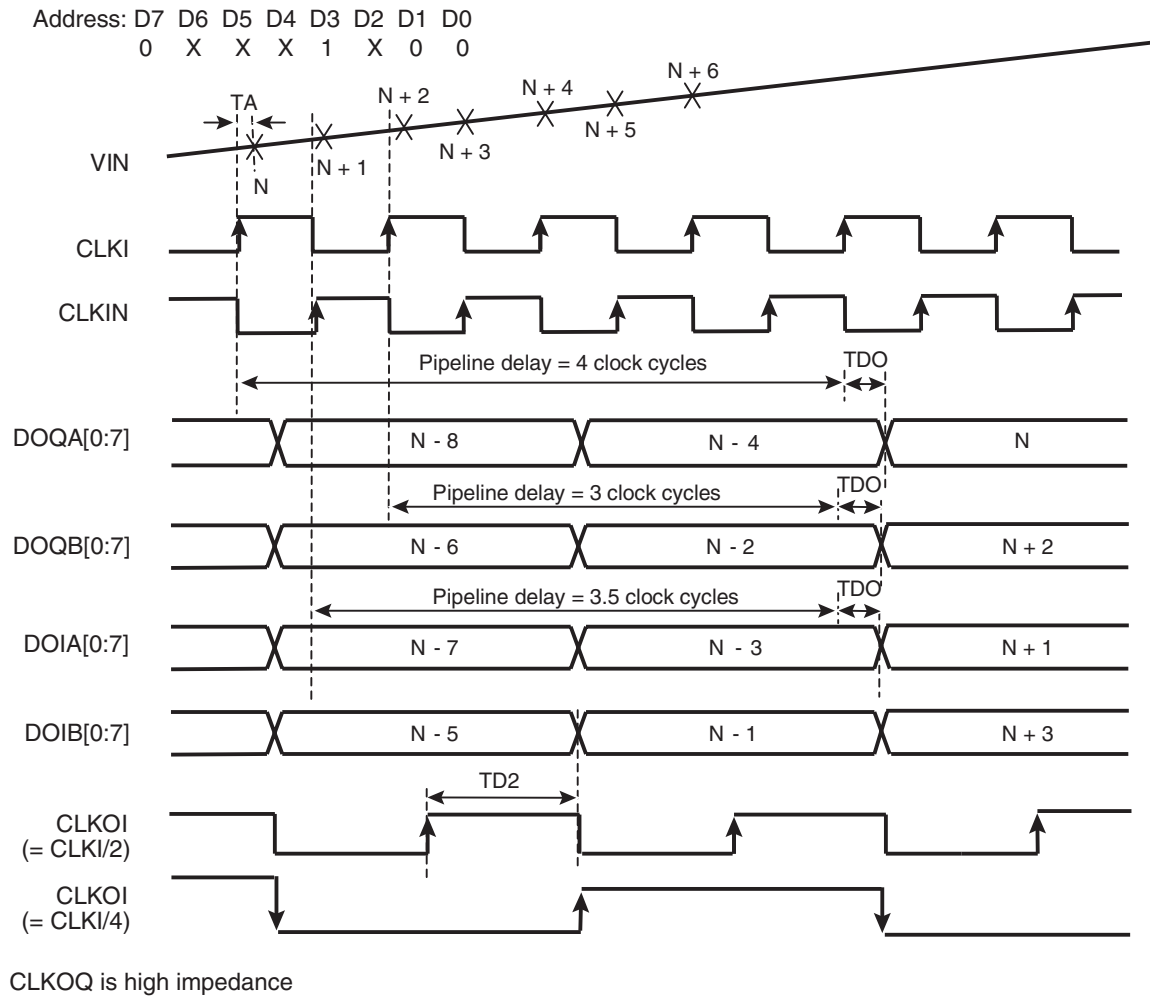 Address: D7 D6 D5 D4 D3 D2 D1 D0
0 X X X 1 X 0 0
N + 6
N + 4
N + 2
TA
N + 5
N + 3
N + 1
VIN
N
CLKI
CLKIN
Pipeline delay = 4 clock cycles
TDO
DOQA[0:7]
N - 8
N - 4
N
Pipeline delay = 3 clock cycles
TDO
DOQB[0:7]
N - 6
N - 2
N + 2
Pipeline delay = 3.5 clock cycles
TDO
DOIA[0:7]
N - 7
N - 3
N + 1
DOIB[0:7]
N - 5
N - 1
N + 3
TD2
CLKOI
(= CLKI/2)
CLKOI
(= CLKI/4)
CLKOQ is high impedance